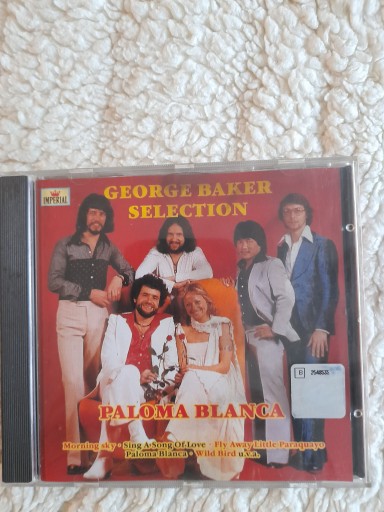 IMPERIAL
GEORGE BAKER
SELECTION
B 2548535
PALOMA BLANCA
Morning sky • Sing A Song Of Love • Fly Away Little Paraquayo
Paloma Blanca • Wild Bird u.v.a.